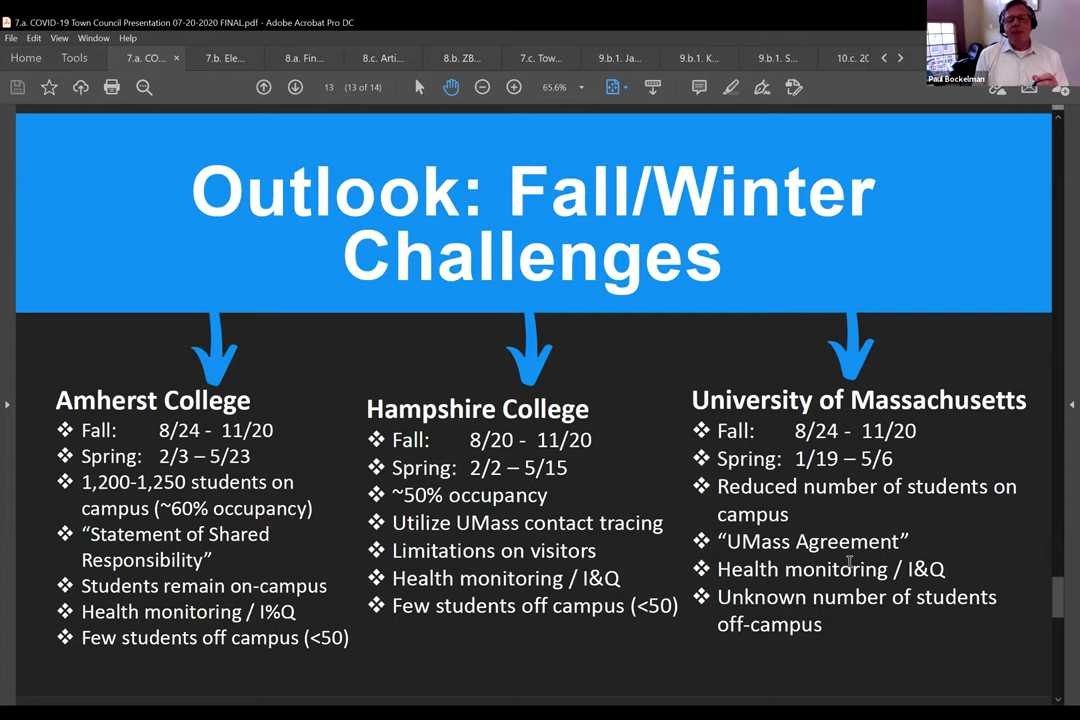 7.a. COVID-19 Town Council Presentation 07-20-2020 FINAL.pdf - Adobe Acrobat Pro DC
File Edit View Window Help
Home Tools 7.a. CO... × 7.b. Ele... 8.a. Fin... 8.c. Arti... 8.b. ZB... 7.c. Tow... 9.b.1. Ja... 9.b.1. K... 9.b.1. S... 10.c. 20
Paul Bockelman
13 (13 of 14) 65.6%
Outlook: Fall/Winter
Challenges
Amherst College
❖ Fall: 8/24 - 11/20
❖ Spring: 2/3 – 5/23
❖ 1,200-1,250 students on
campus (~60% occupancy)
❖ “Statement of Shared
Responsibility”
❖ Students remain on-campus
❖ Health monitoring / I%Q
❖ Few students off campus (<50)
Hampshire College
❖ Fall: 8/20 - 11/20
❖ Spring: 2/2 – 5/15
❖ ~50% occupancy
❖ Utilize UMass contact tracing
❖ Limitations on visitors
❖ Health monitoring / I&Q
❖ Few students off campus (<50)
University of Massachusetts
❖ Fall: 8/24 - 11/20
❖ Spring: 1/19 – 5/6
❖ Reduced number of students on
campus
❖ “UMass Agreement”
❖ Health monitoring / I&Q
❖ Unknown number of students
off-campus